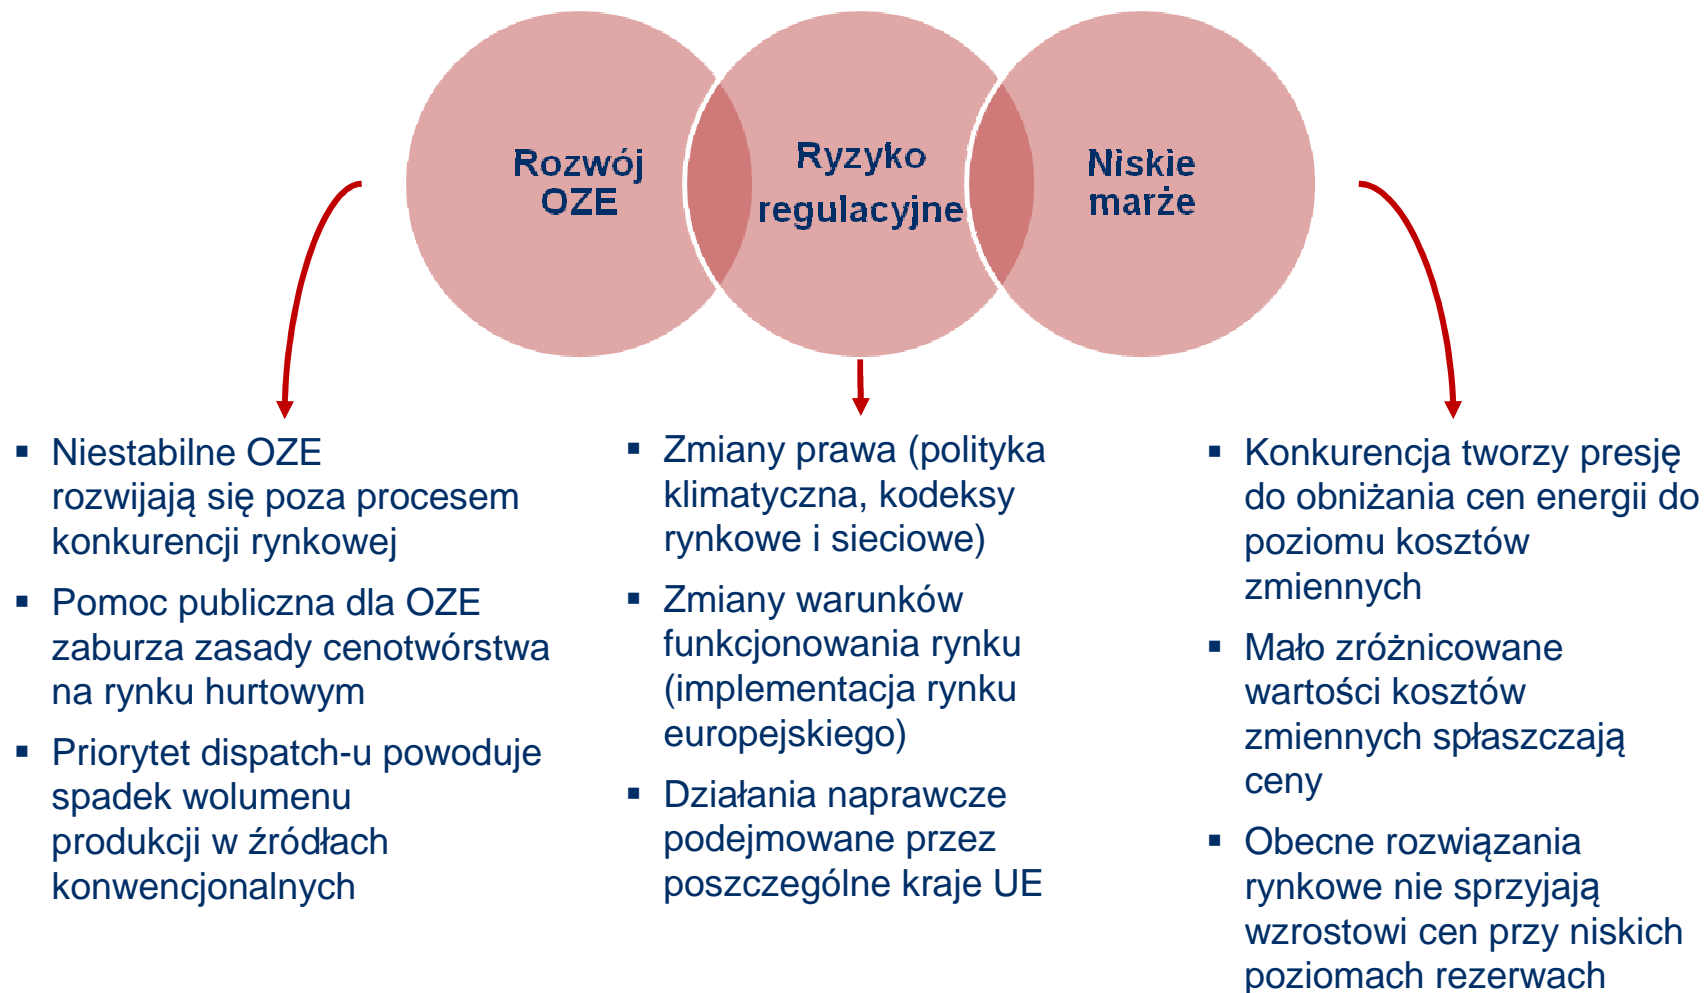 Rozwój
OZE
Ryzyko
regulacyjne
Niskie
marże
▪ Niestabilne OZE
rozwijają się poza procesem
konkurencji rynkowej
▪ Pomoc publiczna dla OZE
zaburza zasady cenotwórstwa
na rynku hurtowym
▪ Priorytet dispatch-u powoduje
spadek wolumenu
produkcji w źródłach
konwencjonalnych
▪ Zmiany prawa (polityka
klimatyczna, kodeksy
rynkowe i sieciowe)
▪ Zmiany warunków
funkcjonowania rynku
(implementacja rynku
europejskiego)
▪ Działania naprawcze
podejmowane przez
poszczególne kraje UE
▪ Konkurencja tworzy presję
do obniżania cen energii do
poziomu kosztów
zmiennych
▪ Mało zróżnicowane
wartości kosztów
zmiennych spłaszczają
ceny
▪ Obecne rozwiązania
rynkowe nie sprzyjają
wzrostowi cen przy niskich
poziomach rezerwach